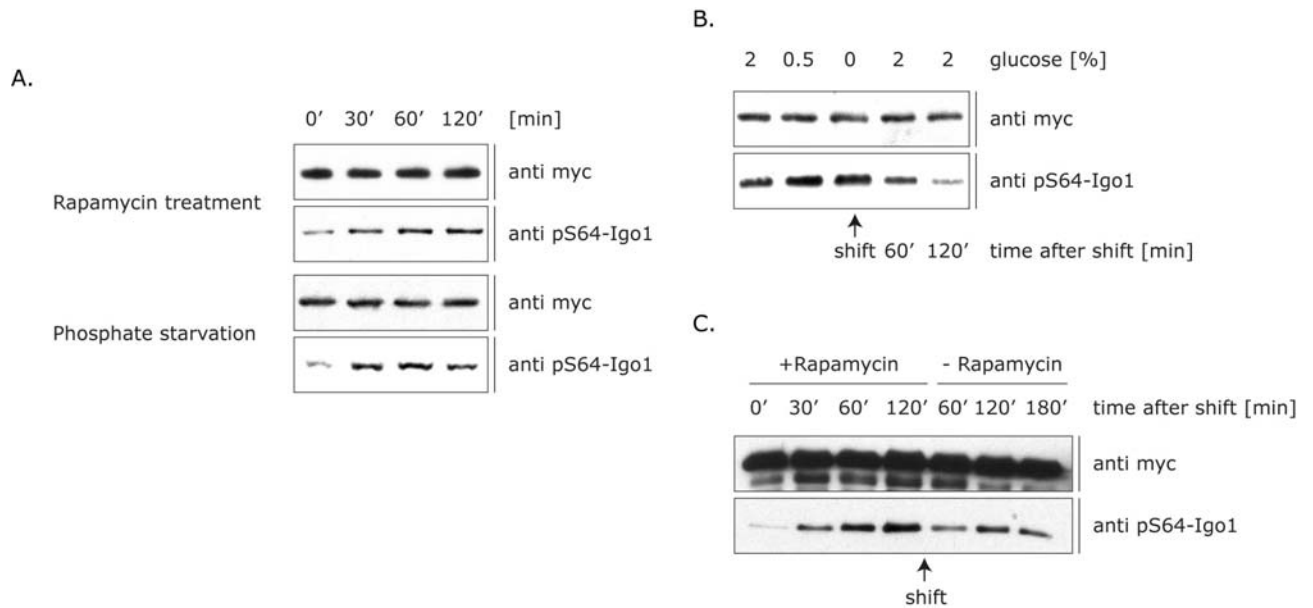 A.
0’ 30’ 60’ 120’ [min]
Rapamycin treatment
anti myc
anti pS64-Igo1
Phosphate starvation
anti myc
anti pS64-Igo1
B.
2 0.5 0 2 2 glucose [%]
anti myc
anti pS64-Igo1
shift 60’ 120’ time after shift [min]
C.
+Rapamycin - Rapamycin
0’ 30’ 60’ 120’ 60’ 120’ 180’ time after shift [min]
anti myc
anti pS64-Igo1
shift